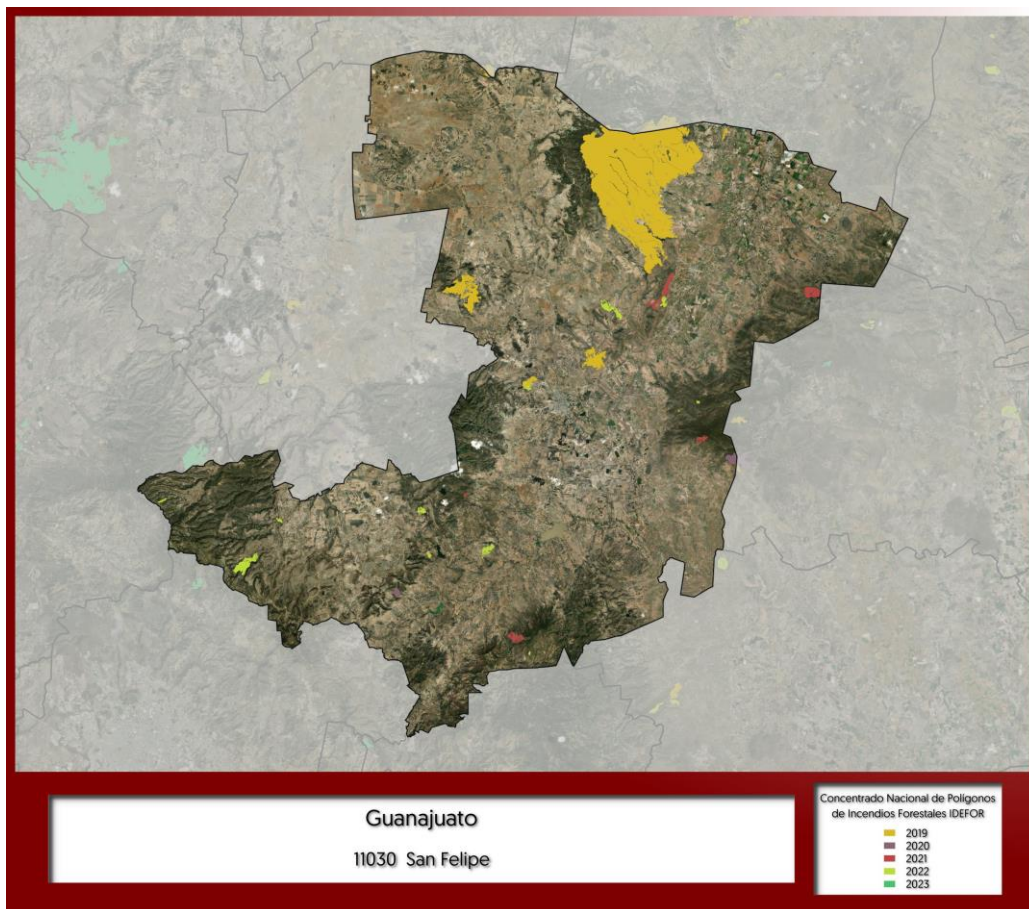 Guanajuato
11030 San Felipe
Concentrado Nacional de Polígonos
de Incendios Forestales IDEFOR
2019
2020
2021
2022
2023